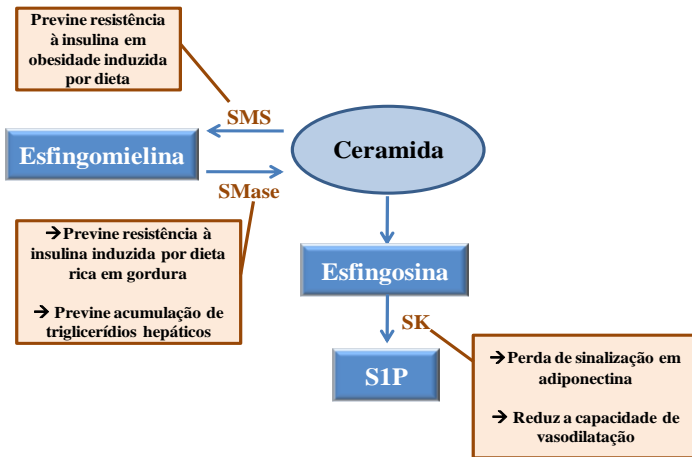 Previne resistência
à insulina em
obesidade induzida
por dieta
SMS
Esfingomielina
Ceramida
SMase
→Previne resistência à
insulina induzida por dieta
rica em gordura
→ Previne acumulação de
triglicerídios hepáticos
Esfingosina
SK
S1P
→Perda de sinalização em
adiponectina
→ Reduz a capacidade de
vasodilatação